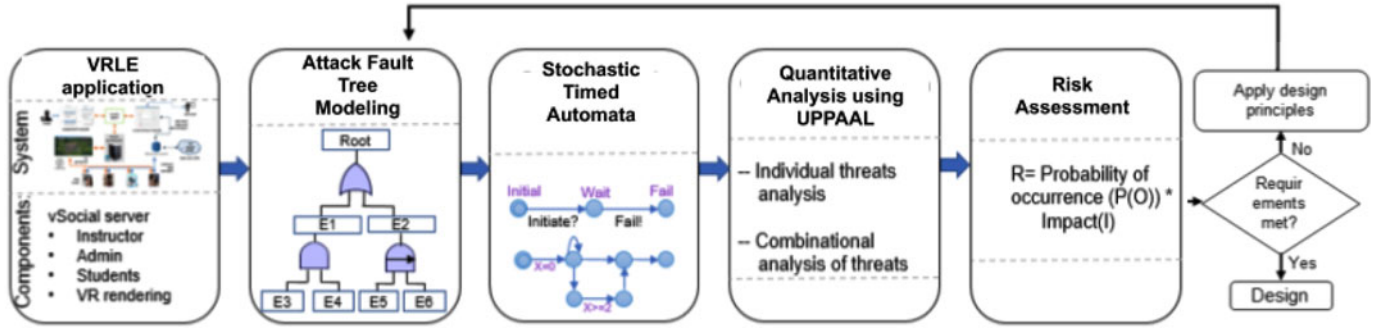 VRLE
application
System
Components:
vSocial server
• Instructor
• Admin
• Students
• VR rendering
Attack Fault
Tree
Modeling
Root
E1
E2
E3
E4
E5
E6
Stochastic
Timed
Automata
Initial
Wait
Fail
Initiate?
Fail!
X=0
X>=2
Quantitative
Analysis using
UPPAAL
-- Individual threats
analysis
-- Combinational
analysis of threats
Risk
Assessment
R= Probability of
occurrence (P(O)) *
Impact(I)
Apply design
principles
No
Requir
ements
met?
Yes
Design